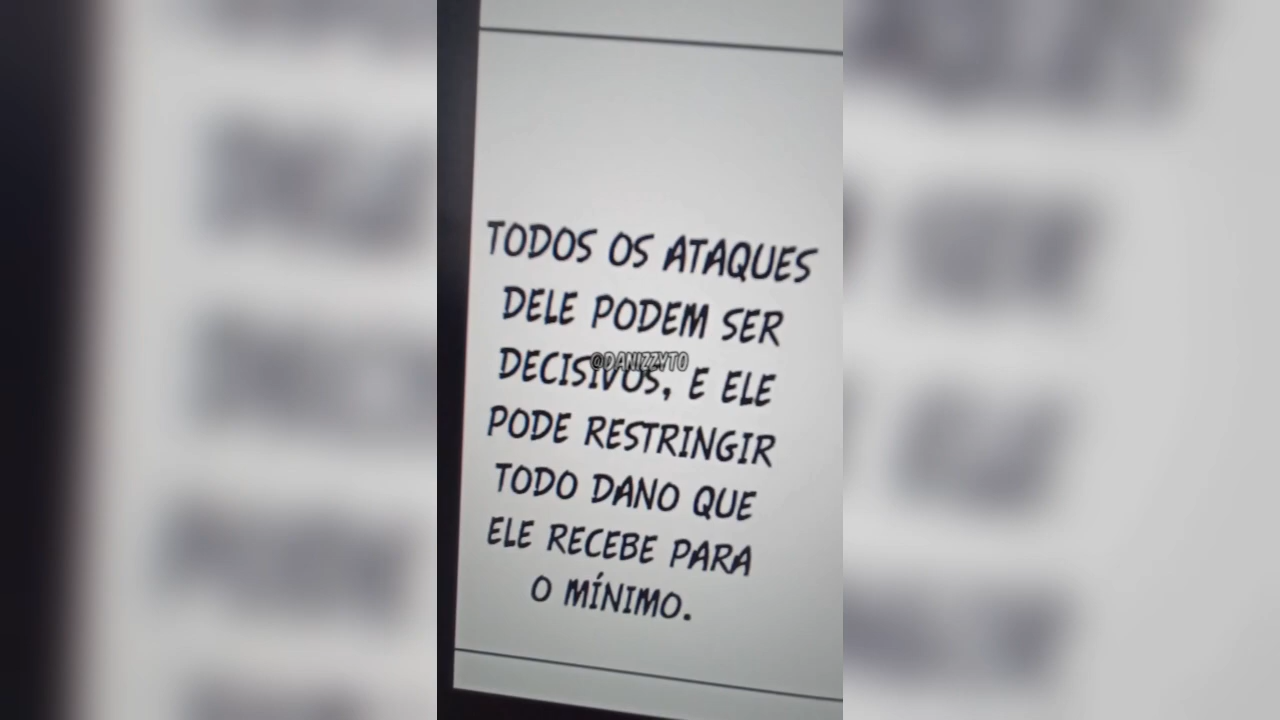 TODOS OS ATAQUES
DELE PODEM SER
@DANIZZYTO
DECISIVOS, E ELE
PODE RESTRINGIR
TODO DANO QUE
ELE RECEBE PARA
O MÍNIMO.